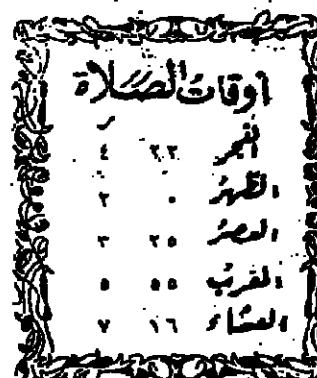 أوقات الصلاة
الفجر ٢٢ ٤
الظهر ٠ ٢
العصر ٢٥ ٣
المغرب ٥٥ ٥
العشاء ١٦ ٧